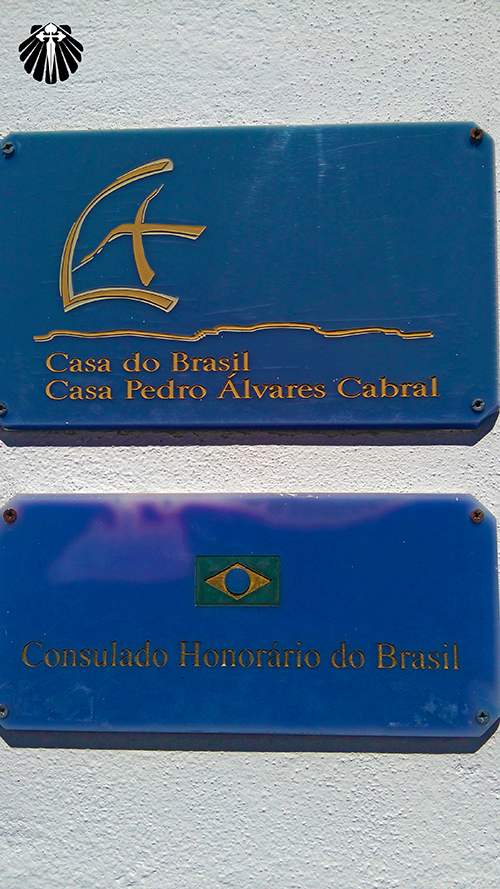 Casa do Brasil
Casa Pedro Álvares Cabral
Consulado Honorário do Brasil